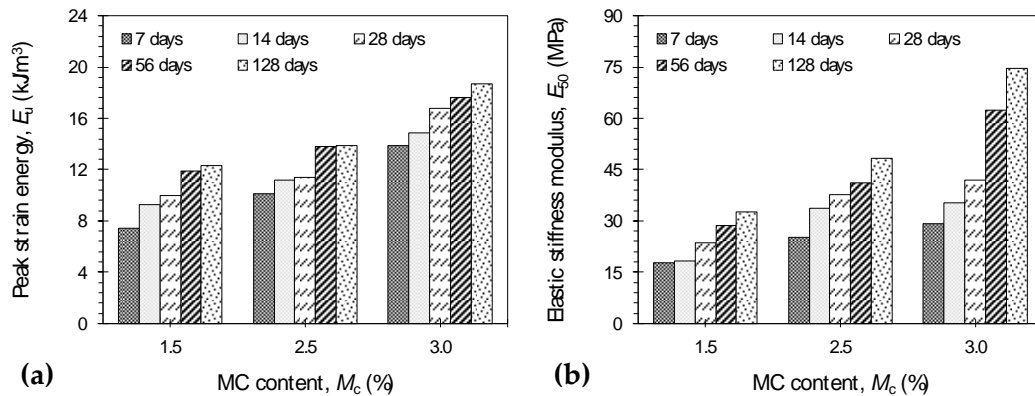 Peak strain energy, Eu (kJm³)
24
20
16
12
8
4
0
7 days 14 days 28 days
56 days 128 days
1.5 2.5 3.0
MC content, Mc (%)
(a)
Elastic stiffness modulus, E50 (MPa)
90
75
60
45
30
15
0
7 days 14 days 28 days
56 days 128 days
1.5 2.5 3.0
MC content, Mc (%)
(b)